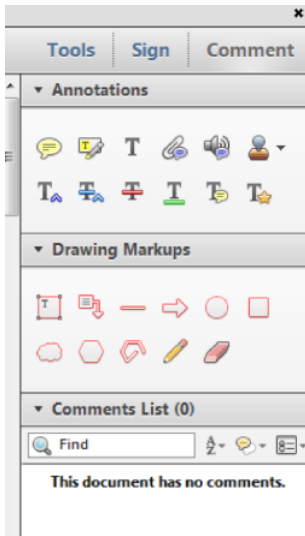 Tools Sign Comment
Annotations
Drawing Markups
Comments List (0)
Find
This document has no comments.